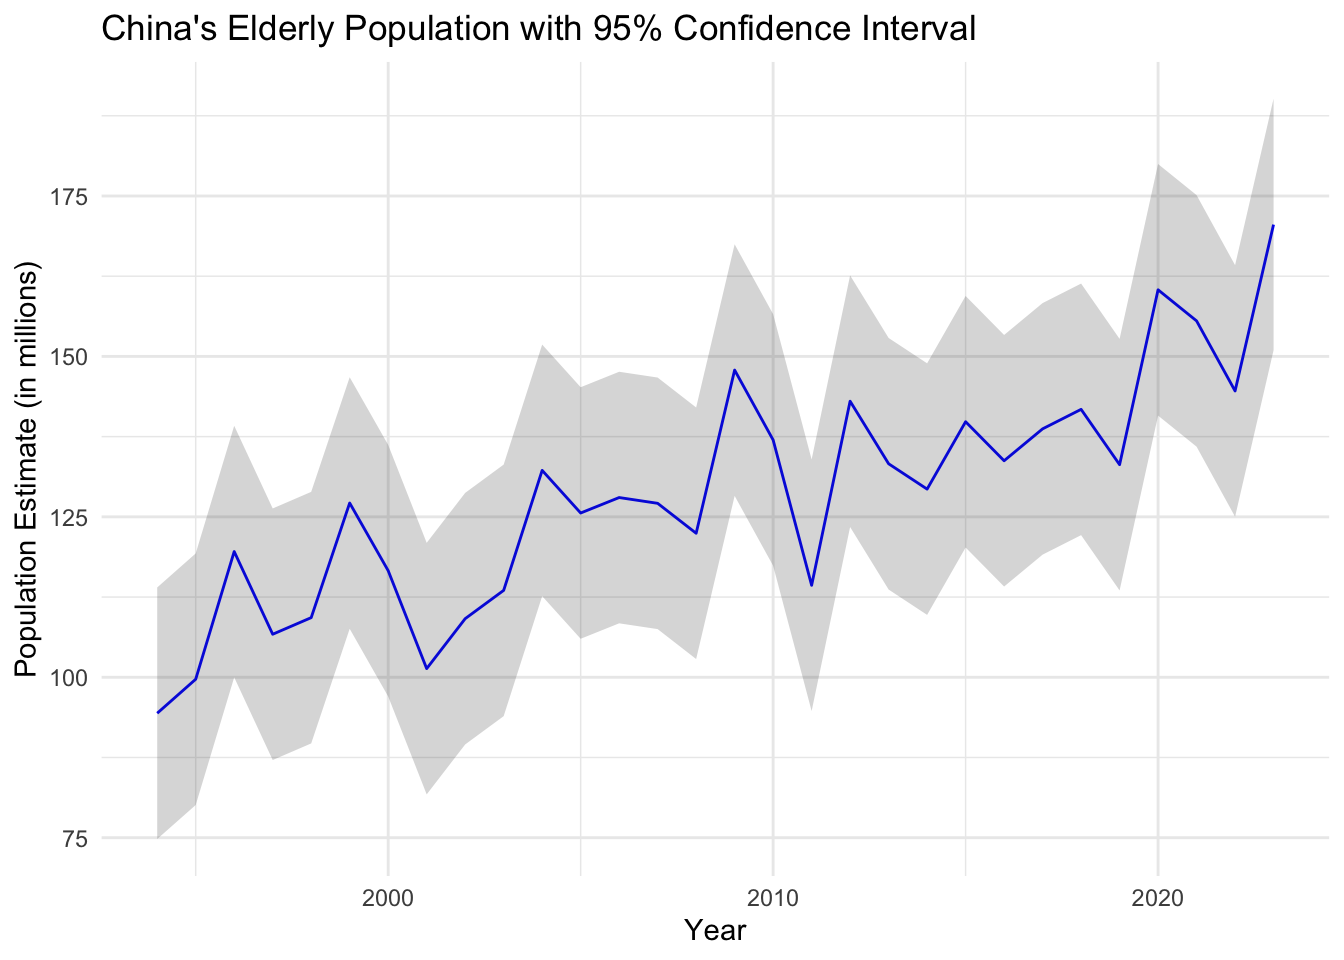 China's Elderly Population with 95% Confidence Interval
Population Estimate (in millions)
175
150
125
100
75
2000 2010 2020
Year